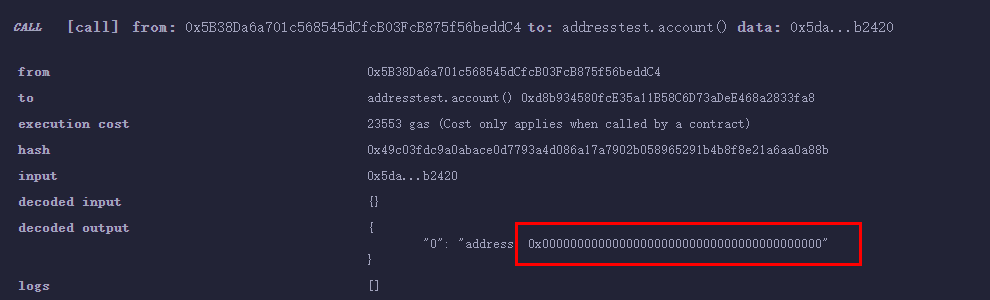 CALL [call] from: 0x5B38Da6a701c568545dCfcB03FcB875f56beddC4 to: addresstest.account() data: 0x5da...b2420
from 0x5B38Da6a701c568545dCfcB03FcB875f56beddC4
to addresstest.account() 0xd8b934580fcE35a11B58C6D73aDeE468a2833fa8
execution cost 23553 gas (Cost only applies when called by a contract)
hash 0x49c03fdc9a0abace0d7793a4d086a17a7902b058965291b4b8f8e21a6aa0a88b
input 0x5da...b2420
decoded input {}
decoded output {
"0": "address 0x0000000000000000000000000000000000000000"
}
logs []